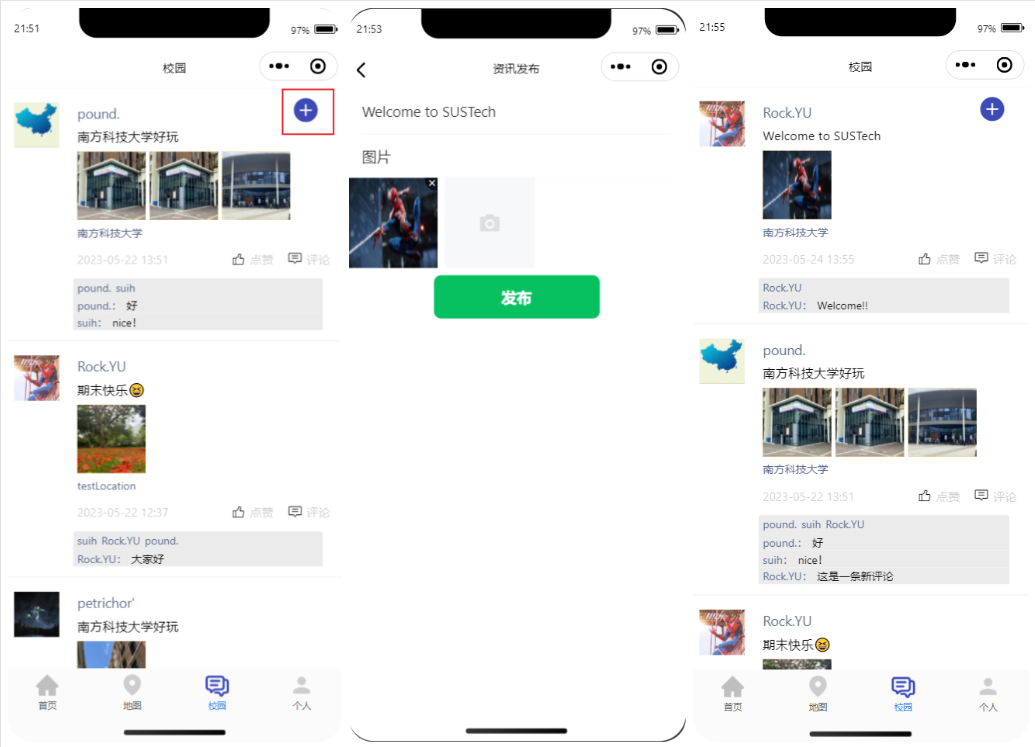 21:51
97%
校园
pound.
南方科技大学好玩
南方科技大学
2023-05-22 13:51
点赞
评论
pound. suih
pound.: 好
suih: nice!
Rock.YU
期末快乐😆
testLocation
2023-05-22 12:37
点赞
评论
suih Rock.YU pound.
Rock.YU: 大家好
petrichor'
南方科技大学好玩
首页
地图
校园
个人
21:53
97%
资讯发布
Welcome to SUSTech
图片
发布
21:55
97%
校园
Rock.YU
Welcome to SUSTech
南方科技大学
2023-05-24 13:55
点赞
评论
Rock.YU
Rock.YU: Welcome!!
pound.
南方科技大学好玩
南方科技大学
2023-05-22 13:51
点赞
评论
pound. suih Rock.YU
pound.: 好
suih: nice!
Rock.YU: 这是一条新评论
Rock.YU
期末快乐😆
首页
地图
校园
个人